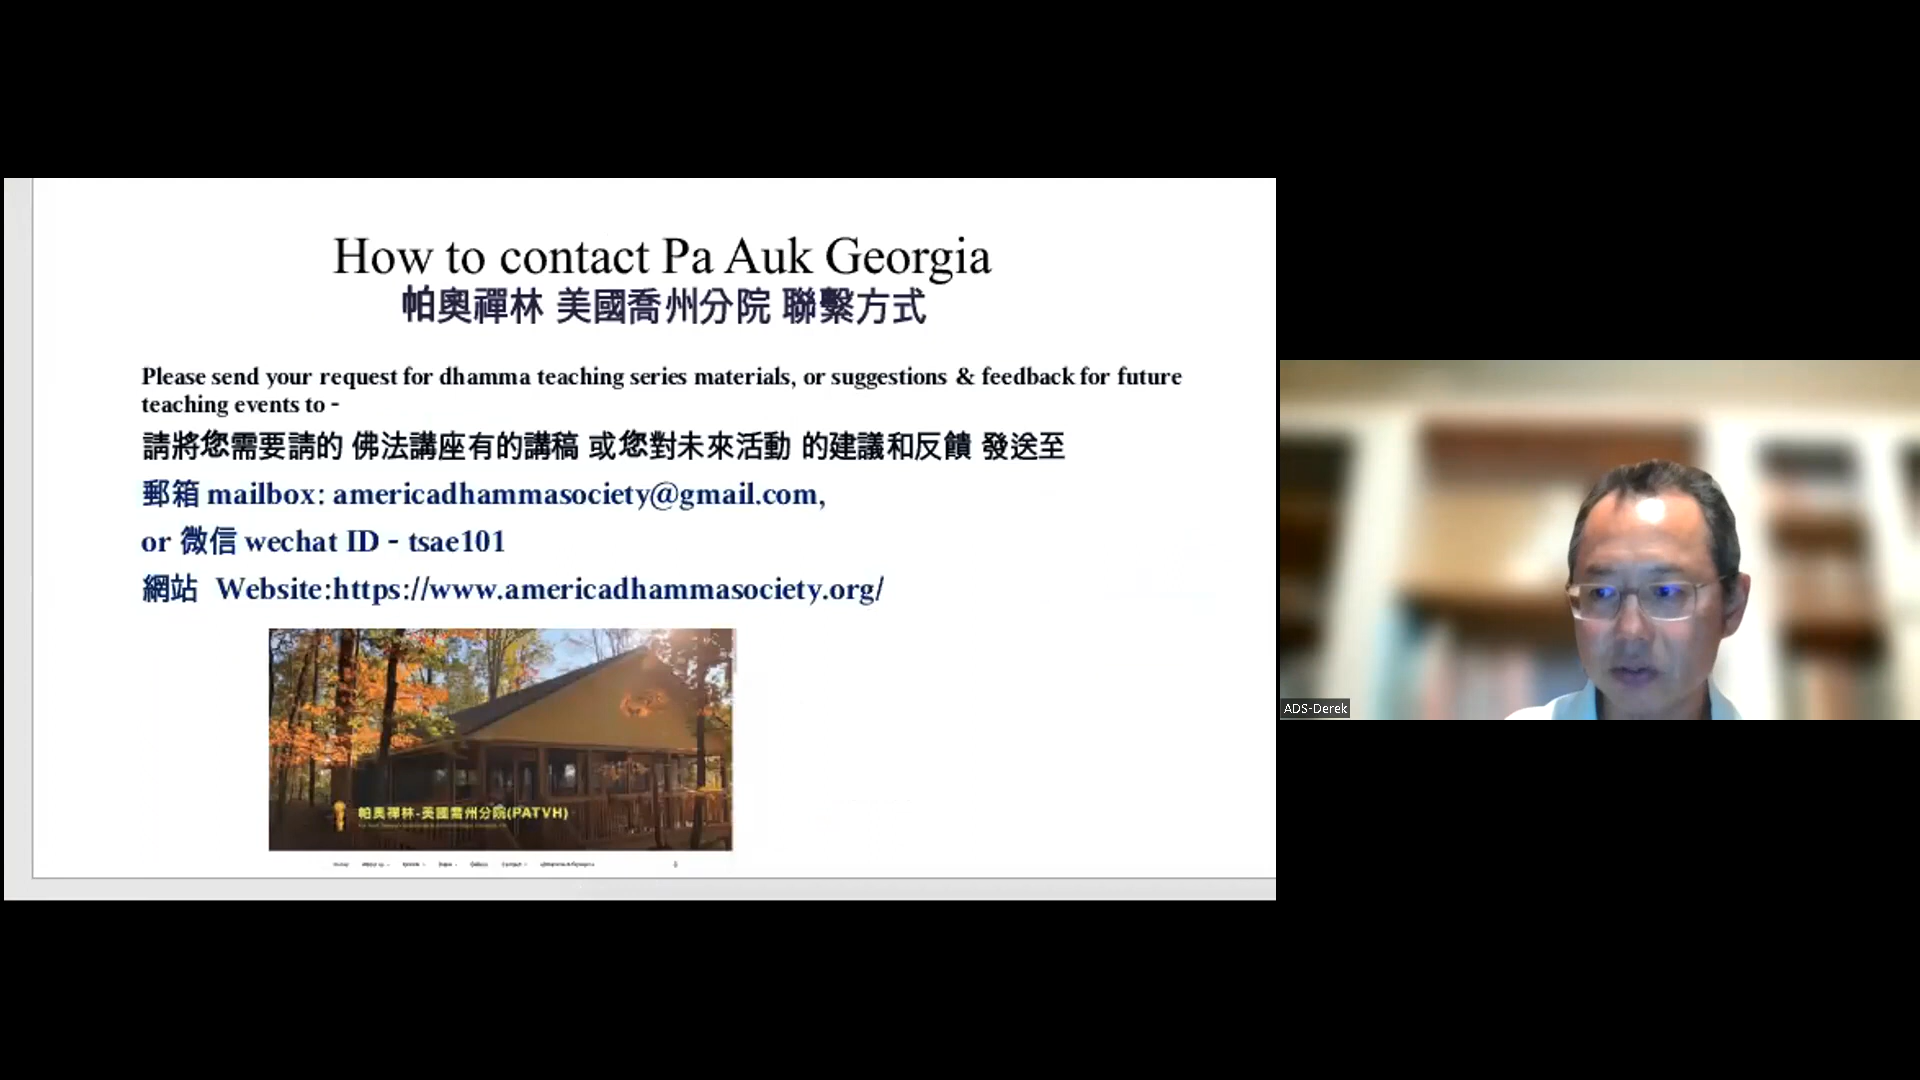 How to contact Pa Auk Georgia
帕奧禪林 美國喬州分院 聯繫方式
Please send your request for dhamma teaching series materials, or suggestions & feedback for future
teaching events to -
請將您需要請的 佛法講座有的講稿 或您對未來活動 的建議和反饋 發送至
郵箱 mailbox: americadhammasociety@gmail.com,
or 微信 wechat ID - tsae101
網站 Website:https://www.americadhammasociety.org/
帕奧禪林-美國喬州分院(PATVH)
ADS-Derek